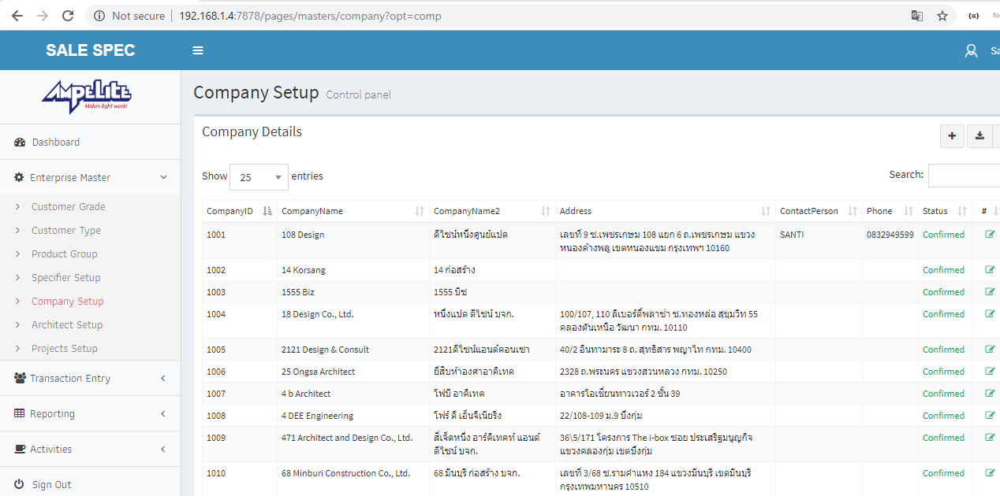 Not secure 192.168.1.4:7878/pages/masters/company?opt=comp
SALE SPEC
AMPELITE
Makes light work!
Company Setup Control panel
Dashboard
Enterprise Master
Customer Grade
Customer Type
Product Group
Specifier Setup
Company Setup
Architect Setup
Projects Setup
Transaction Entry
Reporting
Activities
Sign Out
Company Details
Show 25 entries
Search:
CompanyID CompanyName CompanyName2 Address ContactPerson Phone Status #
1001 108 Design ดีไซน์หนึ่งศูนย์แปด เลขที่ 9 ซ.เพชรเกษม 108 แยก 6 ถ.เพชรเกษม แขวง SANTI 0832949599 Confirmed
หนองค้างพลู เขตหนองแขม กรุงเทพฯ 10160
1002 14 Korsang 14 ก่อสร้าง Confirmed
1003 1555 Biz 1555 บิซ Confirmed
1004 18 Design Co., Ltd. หนึ่งแปด ดีไซน์ บจก. 100/107, 110 ลิเบอร์ตี้พลาซ่า ซ.ทองหล่อ สุขุมวิท 55 Confirmed
คลองตันเหนือ วัฒนา กทม. 10110
1005 2121 Design & Consult 2121ดีไซน์แอนด์คอนเซา 40/2 อินทามาระ 8 ถ. สุทธิสาร พญาไท กทม. 10400 Confirmed
1006 25 Ongsa Architect ยี่สิบห้าองศาอาคิเทค 2328 ถ.พระนคร แขวงสวนหลวง กทม. 10250 Confirmed
1007 4 b Architect โฟบี อาคิเทค อาคารโอเชี่ยนทาวเวอร์ 2 ชั้น 39 Confirmed
1008 4 DEE Engineering โฟร์ ดี เอ็นจิเนียริ่ง 22/108-109 ม.9 บึงกุ่ม Confirmed
1009 471 Architect and Design Co., Ltd. สี่เจ็ดหนึ่ง อาร์คิเทคท์ แอนด์ 36\5/171 โครงการ The i-box ซอย ประเสริฐมนูญกิจ Confirmed
ดีไซน์ บจก. แขวงคลองกุ่ม เขตบึงกุ่ม
1010 68 Minburi Construction Co., Ltd. 68 มีนบุรี ก่อสร้าง บจก. เลขที่ 3/68 ซ.รามคำแหง 184 แขวงมีนบุรี เขตมีนบุรี Confirmed
กรุงเทพมหานคร 10510